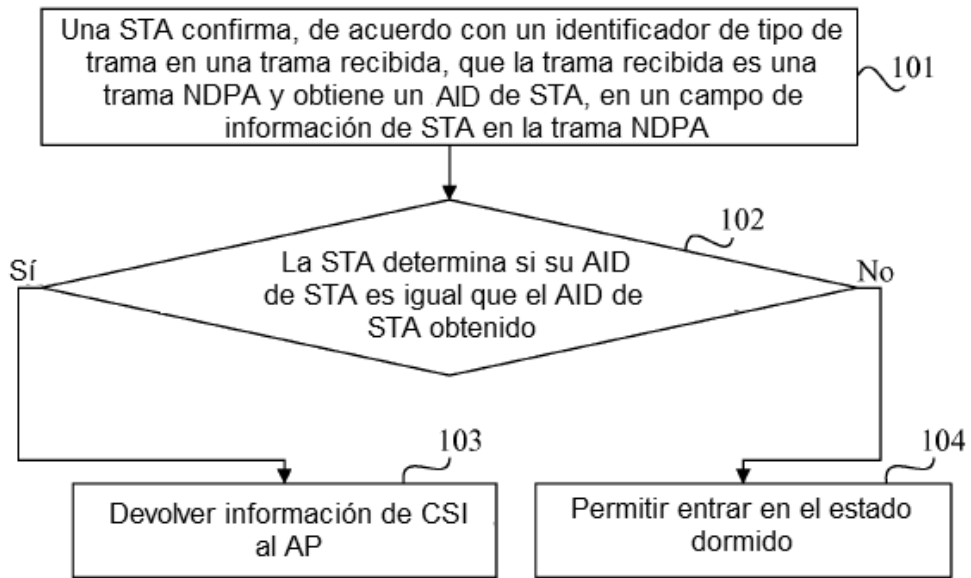 Una STA confirma, de acuerdo con un identificador de tipo de
trama en una trama recibida, que la trama recibida es una
trama NDPA y obtiene un AID de STA, en un campo de
información de STA en la trama NDPA
101
102
La STA determina si su AID
de STA es igual que el AID de
STA obtenido
Sí
No
103
Devolver información de CSI
al AP
104
Permitir entrar en el estado
dormido